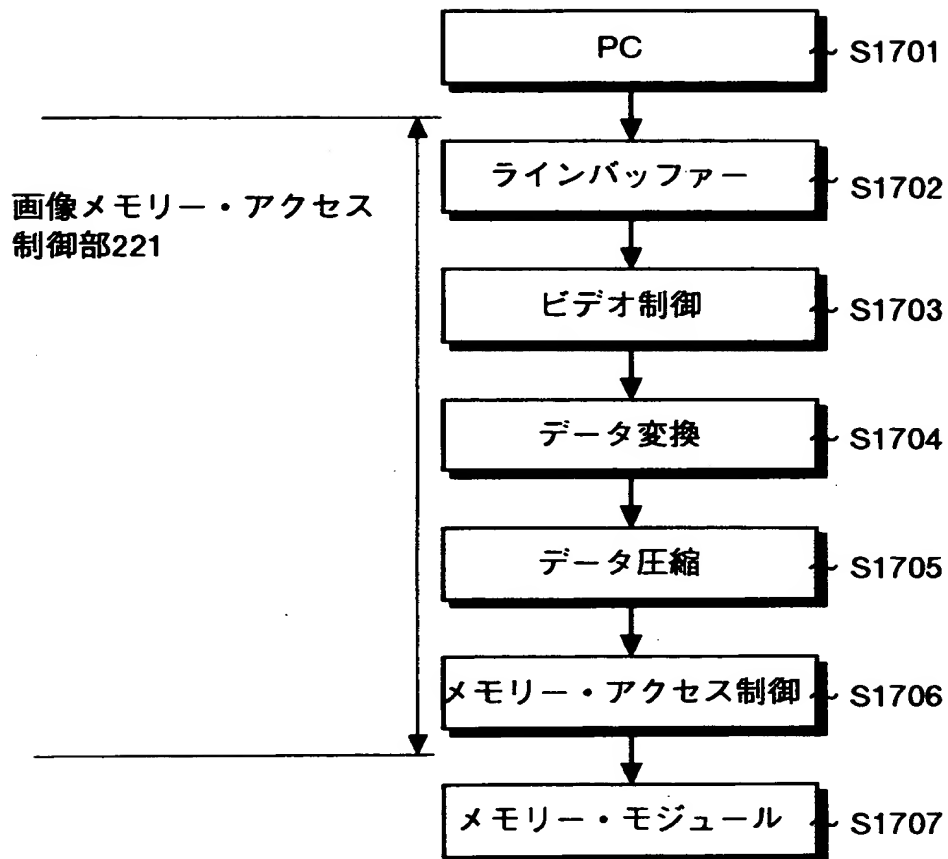 PC
S1701
ラインバッファー
S1702
画像メモリー・アクセス
制御部221
ビデオ制御
S1703
データ変換
S1704
データ圧縮
S1705
メモリー・アクセス制御
S1706
メモリー・モジュール
S1707